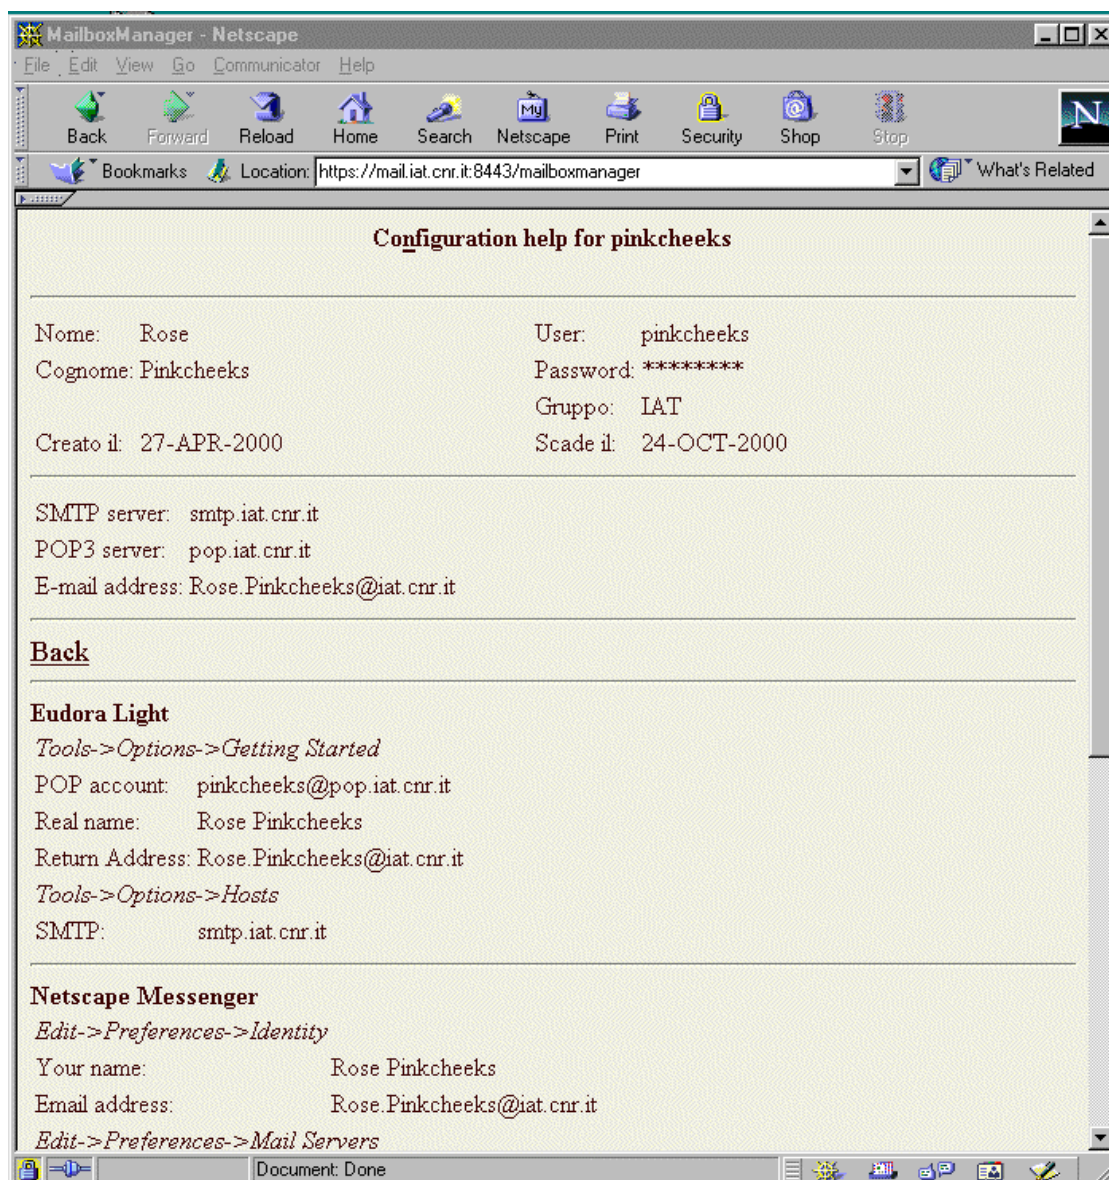 MailboxManager - Netscape
File Edit View Go Communicator Help
Back Forward Reload Home Search Netscape Print Security Shop Stop
My
N
Bookmarks Location: https://mail.iat.cnr.it:8443/mailboxmanager What's Related
Configuration help for pinkcheeks
Nome: Rose User: pinkcheeks
Cognome: Pinkcheeks Password: ********
Gruppo: IAT
Creato il: 27-APR-2000 Scade il: 24-OCT-2000
SMTP server: smtp.iat.cnr.it
POP3 server: pop.iat.cnr.it
E-mail address: Rose.Pinkcheeks@iat.cnr.it
Back
Eudora Light
Tools->Options->Getting Started
POP account: pinkcheeks@pop.iat.cnr.it
Real name: Rose Pinkcheeks
Return Address: Rose.Pinkcheeks@iat.cnr.it
Tools->Options->Hosts
SMTP: smtp.iat.cnr.it
Netscape Messenger
Edit->Preferences->Identity
Your name: Rose Pinkcheeks
Email address: Rose.Pinkcheeks@iat.cnr.it
Edit->Preferences->Mail Servers
Document: Done